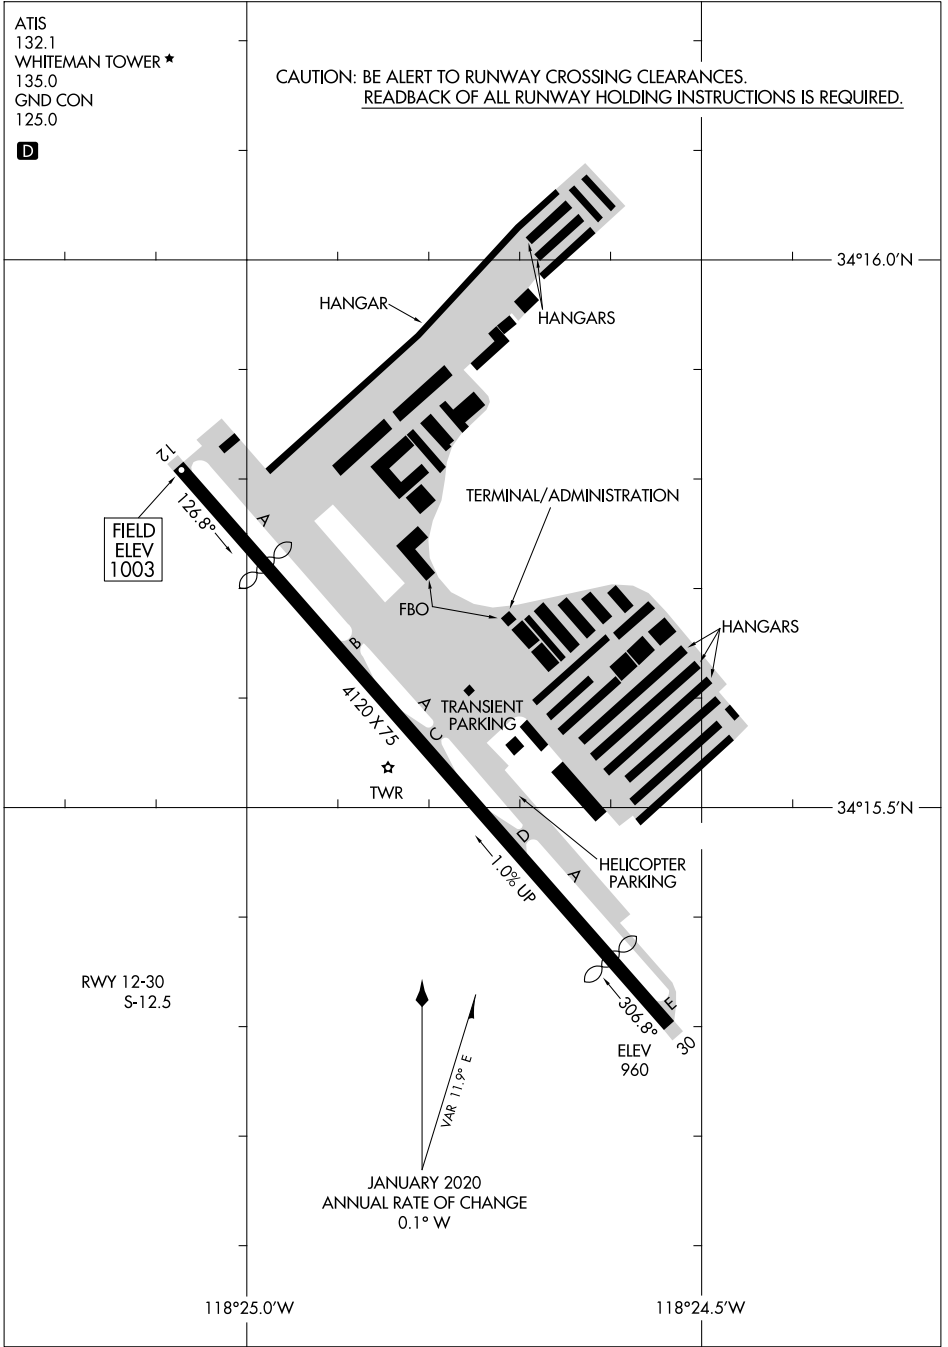 ATIS
132.1
WHITEMAN TOWER ★
135.0
GND CON
125.0
D
CAUTION: BE ALERT TO RUNWAY CROSSING CLEARANCES.
READBACK OF ALL RUNWAY HOLDING INSTRUCTIONS IS REQUIRED.
34°16.0'N
HANGAR
HANGARS
12
126.8°
A
TERMINAL/ADMINISTRATION
FIELD
ELEV
1003
FBO
HANGARS
B
4120 X 75
A
C
TRANSIENT
PARKING
TWR
34°15.5'N
D
1.0% UP
A
HELICOPTER
PARKING
RWY 12-30
S-12.5
306.8°
E
30
ELEV
960
VAR 11.9° E
JANUARY 2020
ANNUAL RATE OF CHANGE
0.1° W
118°25.0'W
118°24.5'W